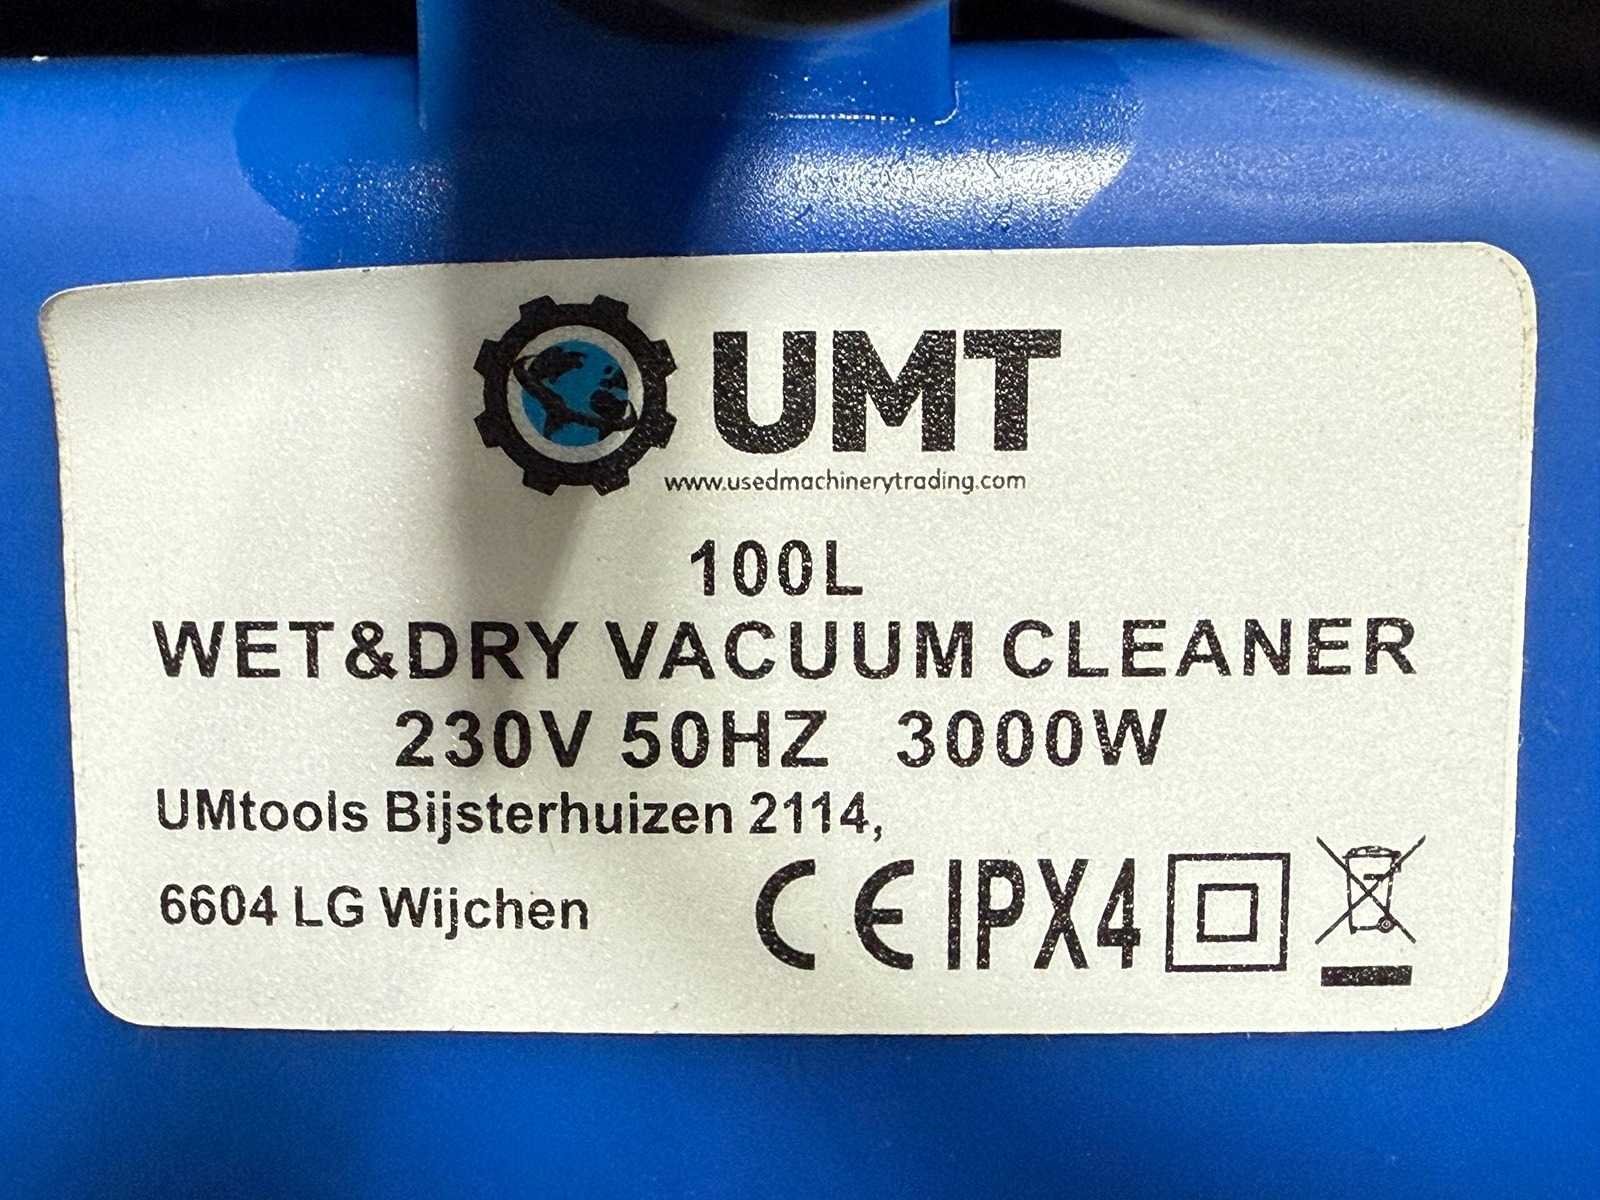 UMT
www.usedmachinerytrading.com
100L
WET&DRY VACUUM CLEANER
230V 50HZ 3000W
UMtools Bijsterhuizen 2114,
6604 LG Wijchen
CE IPX4